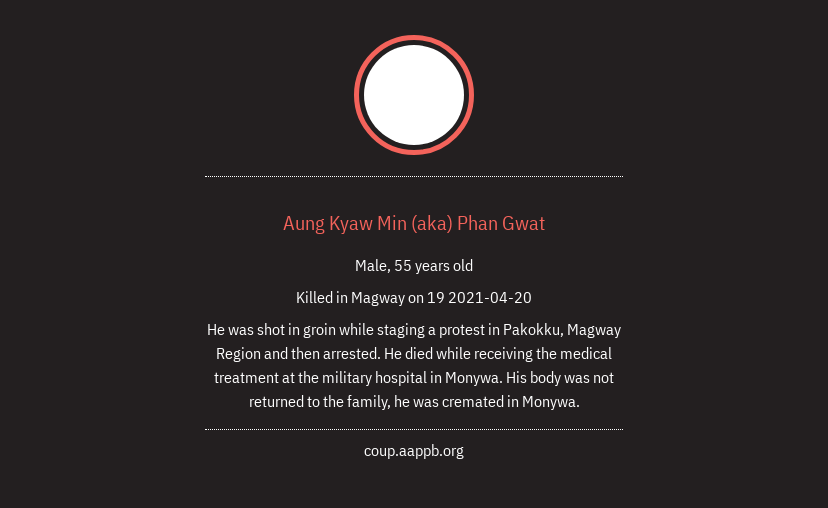 Aung Kyaw Min (aka) Phan Gwat
Male, 55 years old
Killed in Magway on 19 2021-04-20
He was shot in groin while staging a protest in Pakokku, Magway
Region and then arrested. He died while receiving the medical
treatment at the military hospital in Monywa. His body was not
returned to the family, he was cremated in Monywa.
coup.aappb.org